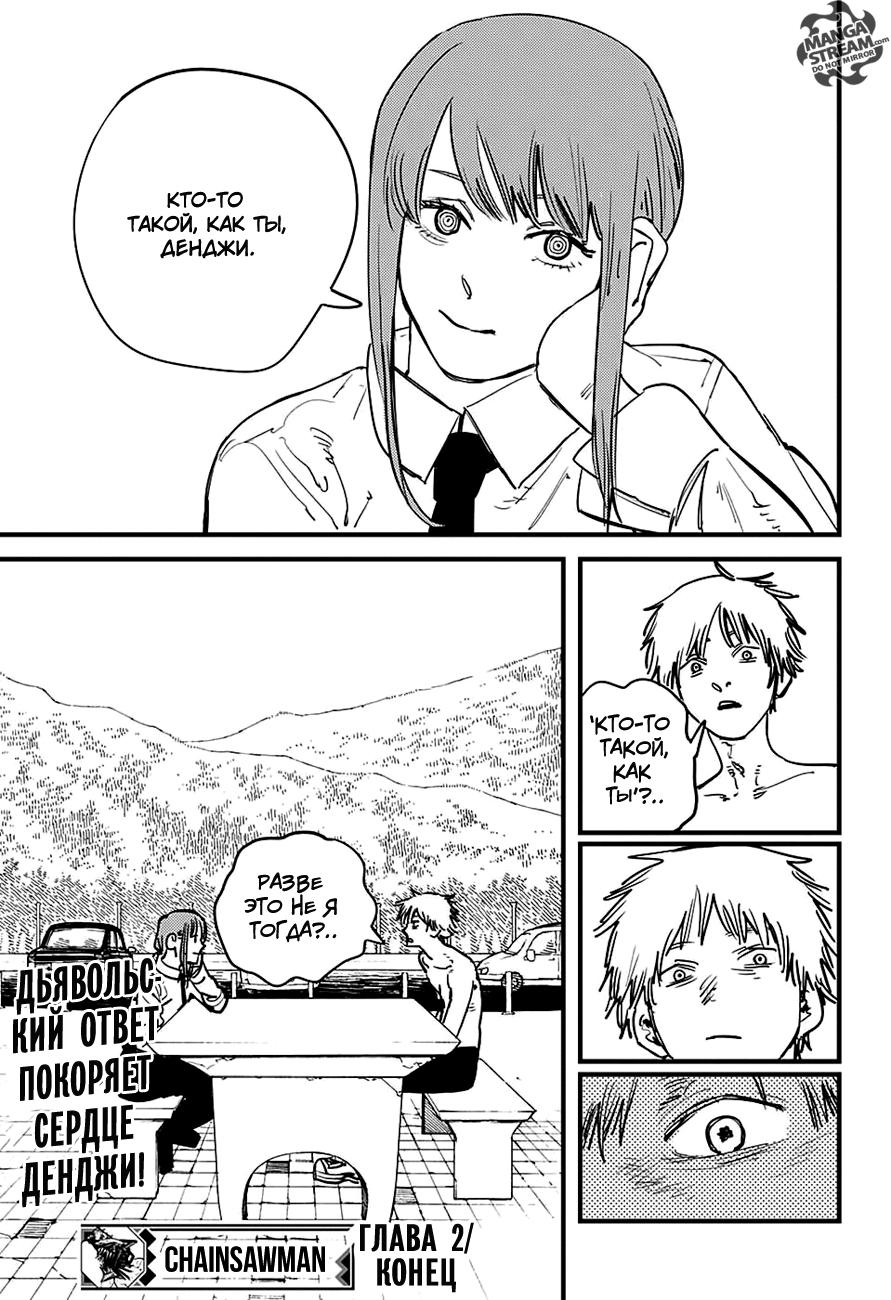 MANGA
STREAM.com
DO NOT MIRROR
КТО-ТО
ТАКОЙ, КАК ТЫ,
ДЕНДЖИ.
'КТО-ТО
ТАКОЙ,
КАК
ТЫ'?..
РАЗВЕ
ЭТО НЕ Я
ТОГДА?..
ДЬЯВОЛЬС-
КИЙ ОТВЕТ
ПОКОРЯЕТ
СЕРДЦЕ
ДЕНДЖИ!
CHAINSAWMAN
ГЛАВА 2/
КОНЕЦ